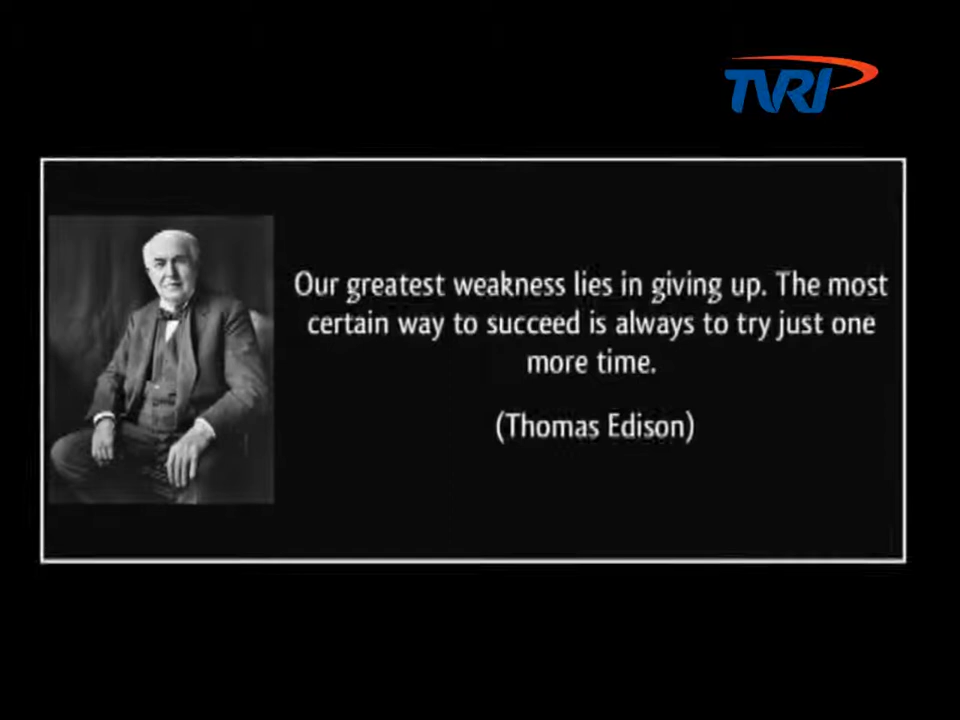 TVRI
Our greatest weakness lies in giving up. The most
certain way to succeed is always to try just one
more time.
(Thomas Edison)